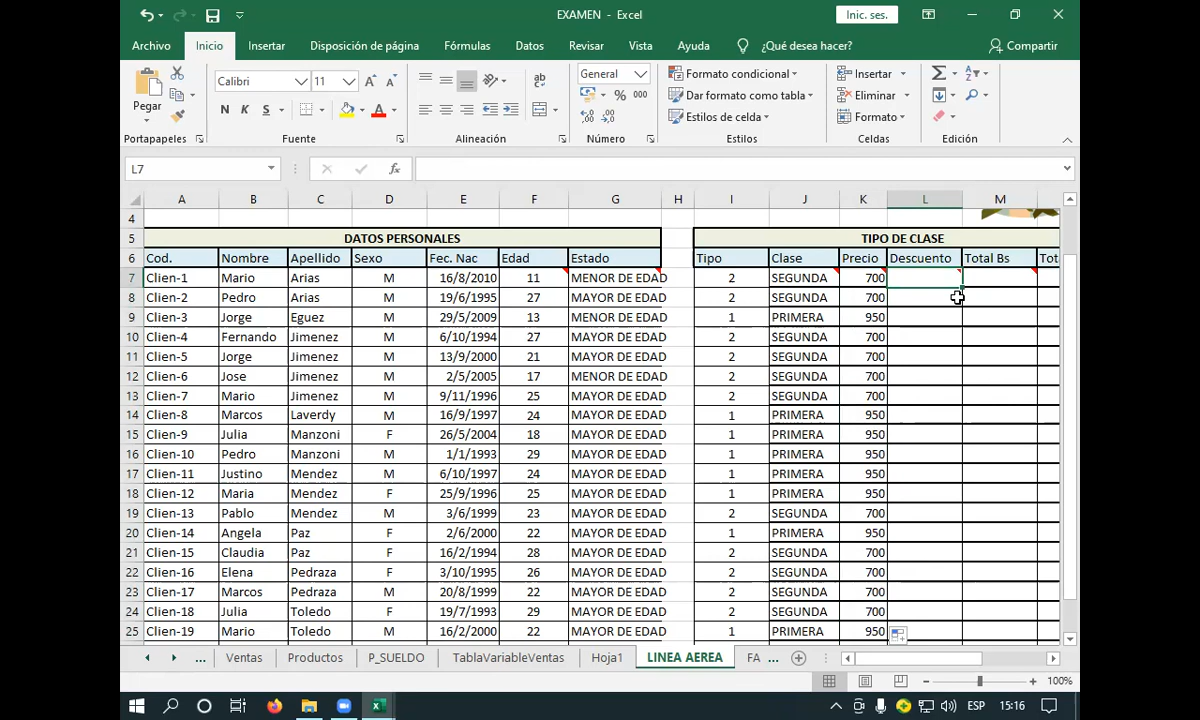 EXAMEN - Excel
Inic. ses.
Archivo Inicio Insertar Disposición de página Fórmulas Datos Revisar Vista Ayuda ¿Qué desea hacer? Compartir
Pegar
Calibri 11
N K S
General
% 000
Formato condicional
Dar formato como tabla
Estilos de celda
Insertar
Eliminar
Formato
Portapapeles Fuente Alineación Número Estilos Celdas Edición
L7 fx
A B C D E F G H I J K L M
4
5 DATOS PERSONALES TIPO DE CLASE
6 Cod. Nombre Apellido Sexo Fec. Nac Edad Estado Tipo Clase Precio Descuento Total Bs Tot
7 Clien-1 Mario Arias M 16/8/2010 11 MENOR DE EDAD 2 SEGUNDA 700
8 Clien-2 Pedro Arias M 19/6/1995 27 MAYOR DE EDAD 2 SEGUNDA 700
9 Clien-3 Jorge Eguez M 29/5/2009 13 MENOR DE EDAD 1 PRIMERA 950
10 Clien-4 Fernando Jimenez M 6/10/1994 27 MAYOR DE EDAD 2 SEGUNDA 700
11 Clien-5 Jorge Jimenez M 13/9/2000 21 MAYOR DE EDAD 2 SEGUNDA 700
12 Clien-6 Jose Jimenez M 2/5/2005 17 MENOR DE EDAD 2 SEGUNDA 700
13 Clien-7 Mario Jimenez M 9/11/1996 25 MAYOR DE EDAD 2 SEGUNDA 700
14 Clien-8 Marcos Laverdy M 16/9/1997 24 MAYOR DE EDAD 1 PRIMERA 950
15 Clien-9 Julia Manzoni F 26/5/2004 18 MAYOR DE EDAD 1 PRIMERA 950
16 Clien-10 Pedro Manzoni M 1/1/1993 29 MAYOR DE EDAD 1 PRIMERA 950
17 Clien-11 Justino Mendez M 6/10/1997 24 MAYOR DE EDAD 1 PRIMERA 950
18 Clien-12 Maria Mendez F 25/9/1996 25 MAYOR DE EDAD 1 PRIMERA 950
19 Clien-13 Pablo Mendez M 3/6/1999 23 MAYOR DE EDAD 2 SEGUNDA 700
20 Clien-14 Angela Paz F 2/6/2000 22 MAYOR DE EDAD 1 PRIMERA 950
21 Clien-15 Claudia Paz F 16/2/1994 28 MAYOR DE EDAD 2 SEGUNDA 700
22 Clien-16 Elena Pedraza F 3/10/1995 26 MAYOR DE EDAD 2 SEGUNDA 700
23 Clien-17 Marcos Pedraza M 20/8/1999 22 MAYOR DE EDAD 2 SEGUNDA 700
24 Clien-18 Julia Toledo F 19/7/1993 29 MAYOR DE EDAD 2 SEGUNDA 700
25 Clien-19 Mario Toledo M 16/2/2000 22 MAYOR DE EDAD 1 PRIMERA 950
... Ventas Productos P_SUELDO TablaVariableVentas Hoja1 LINEA AEREA FA ...
100%
ESP 15:16